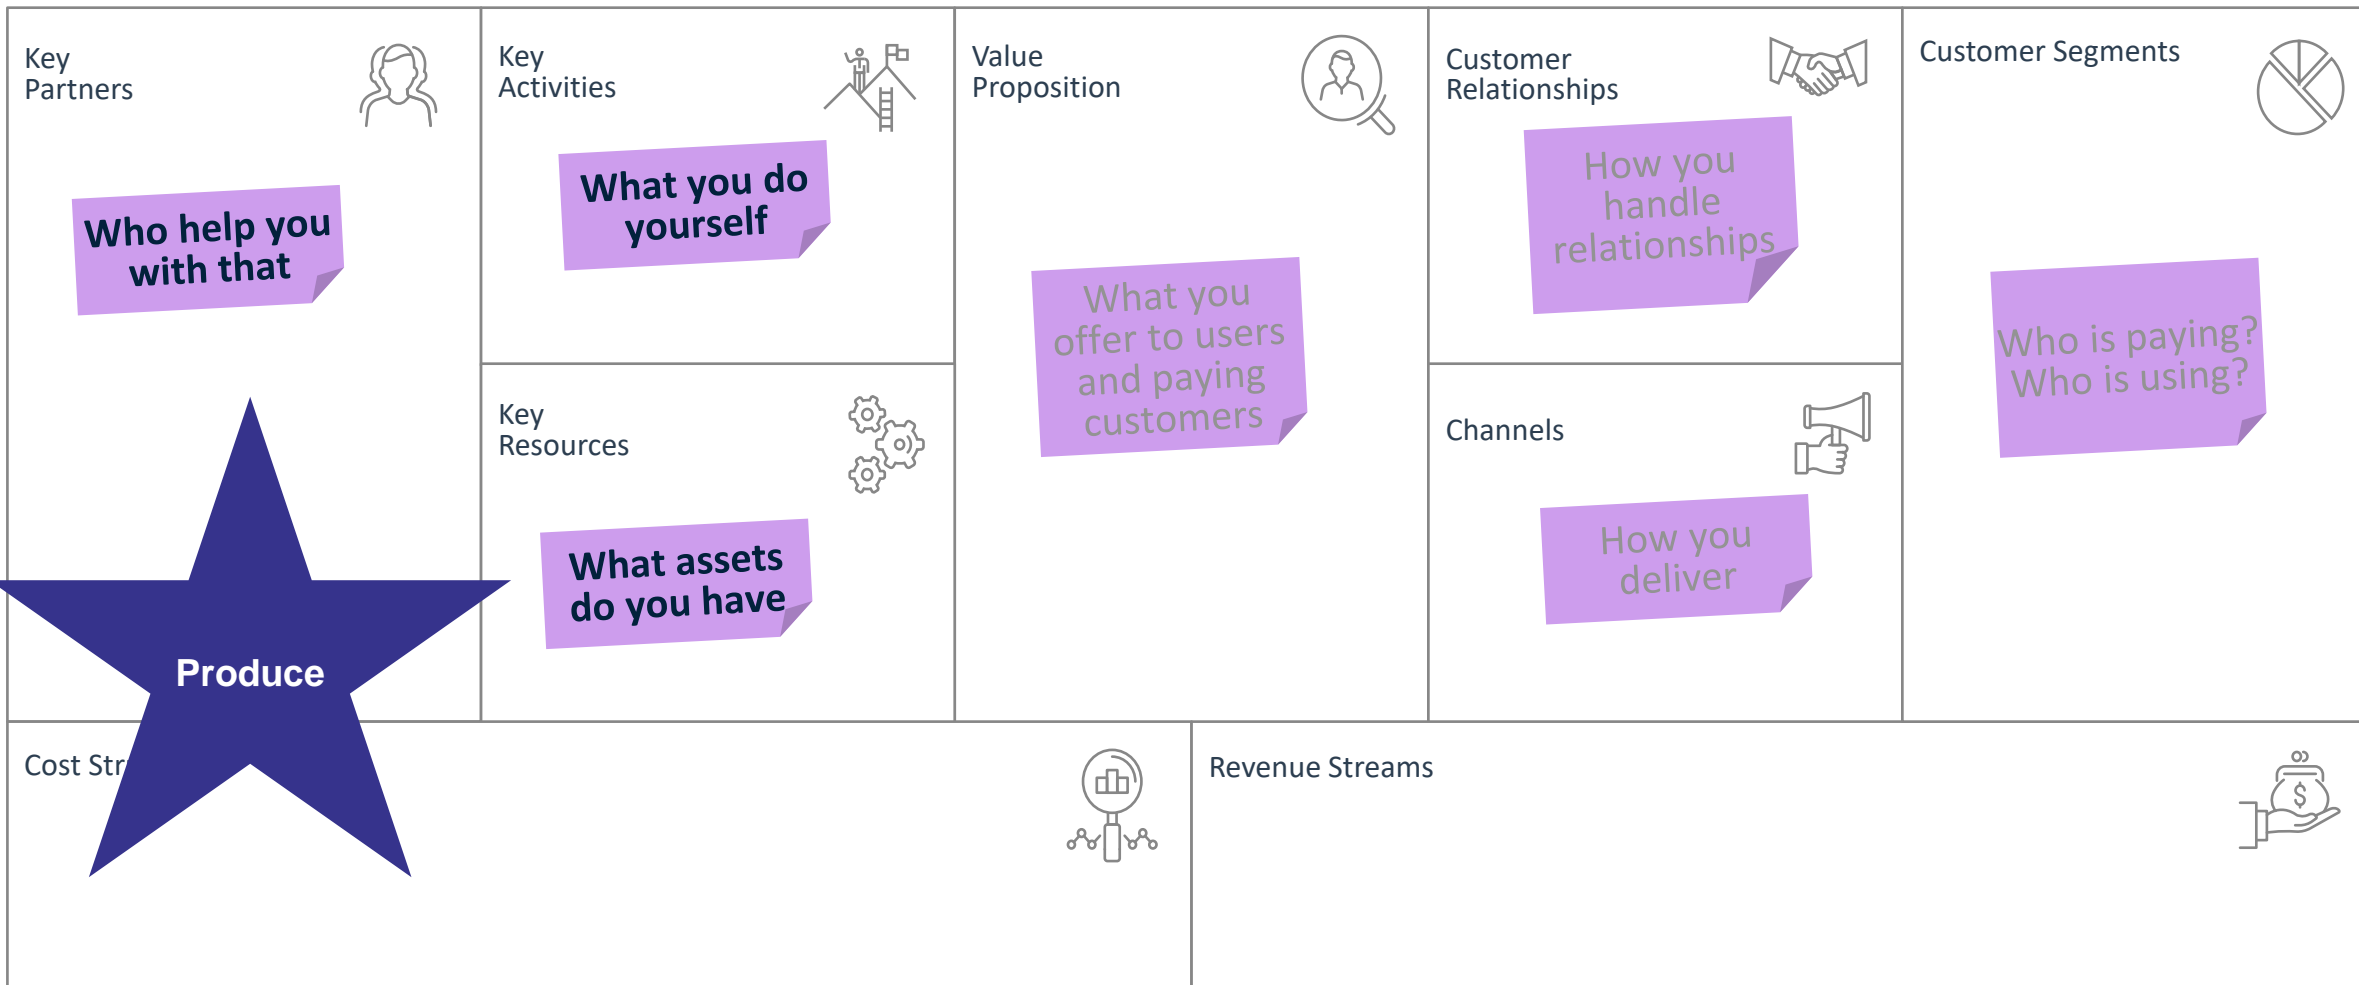 Key
Partners
Who help you
with that
Key
Activities
What you do
yourself
Key
Resources
What assets
do you have
Value
Proposition
What you
offer to users
and paying
customers
Customer
Relationships
How you
handle
relationships
Channels
How you
deliver
Customer Segments
Who is paying?
Who is using?
Produce
Cost Str
Revenue Streams
$